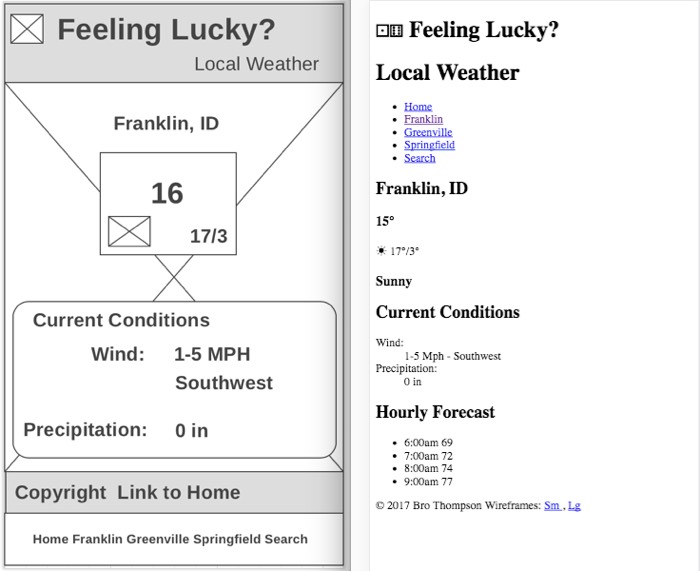 Feeling Lucky?
Local Weather
Franklin, ID
16
17/3
Current Conditions
Wind: 1-5 MPH
Southwest
Precipitation: 0 in
Copyright Link to Home
Home Franklin Greenville Springfield Search
⚀⚅ Feeling Lucky?
Local Weather
• Home
• Franklin
• Greenville
• Springfield
• Search
Franklin, ID
15°
☀ 17°/3°
Sunny
Current Conditions
Wind:
1-5 Mph - Southwest
Precipitation:
0 in
Hourly Forecast
• 6:00am 69
• 7:00am 72
• 8:00am 74
• 9:00am 77
© 2017 Bro Thompson Wireframes: Sm , Lg